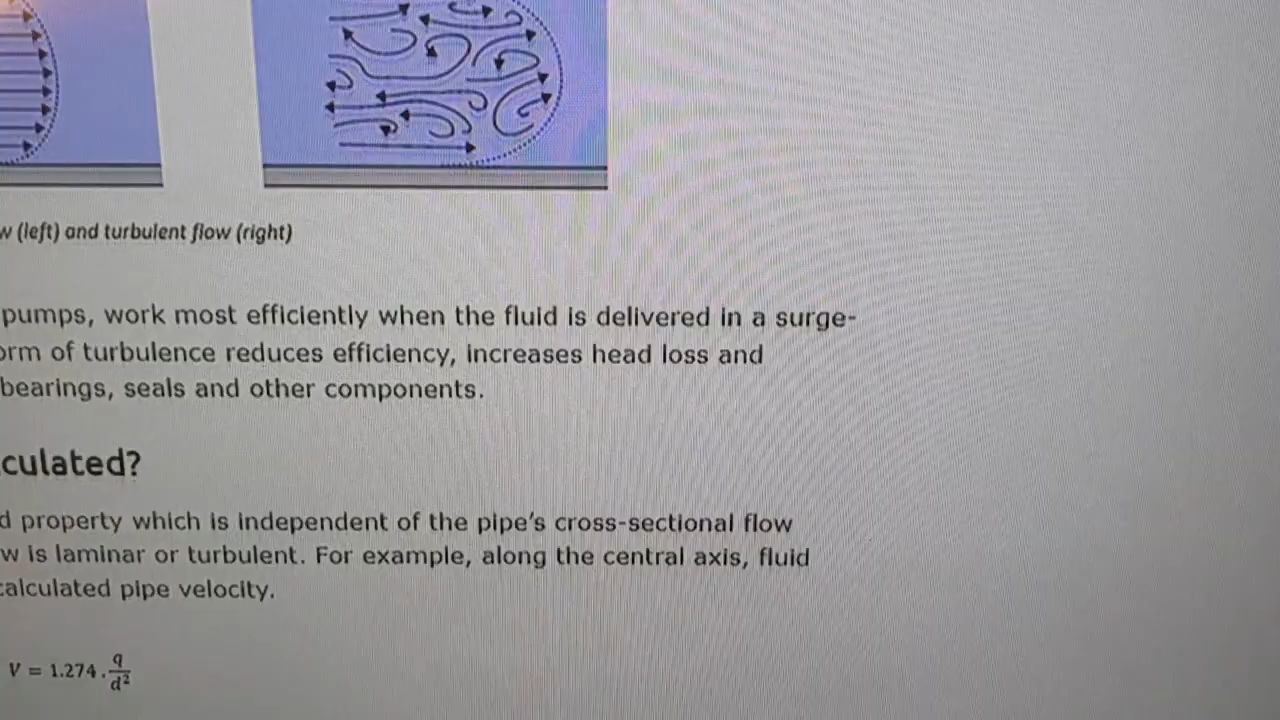 (left) and turbulent flow (right)
pumps, work most efficiently when the fluid is delivered in a surge-
of turbulence reduces efficiency, increases head loss and
bearings, seals and other components.
culated?
d property which is independent of the pipe's cross-sectional flow
w is laminar or turbulent. For example, along the central axis, fluid
calculated pipe velocity.
V = 1.274 . q/d²